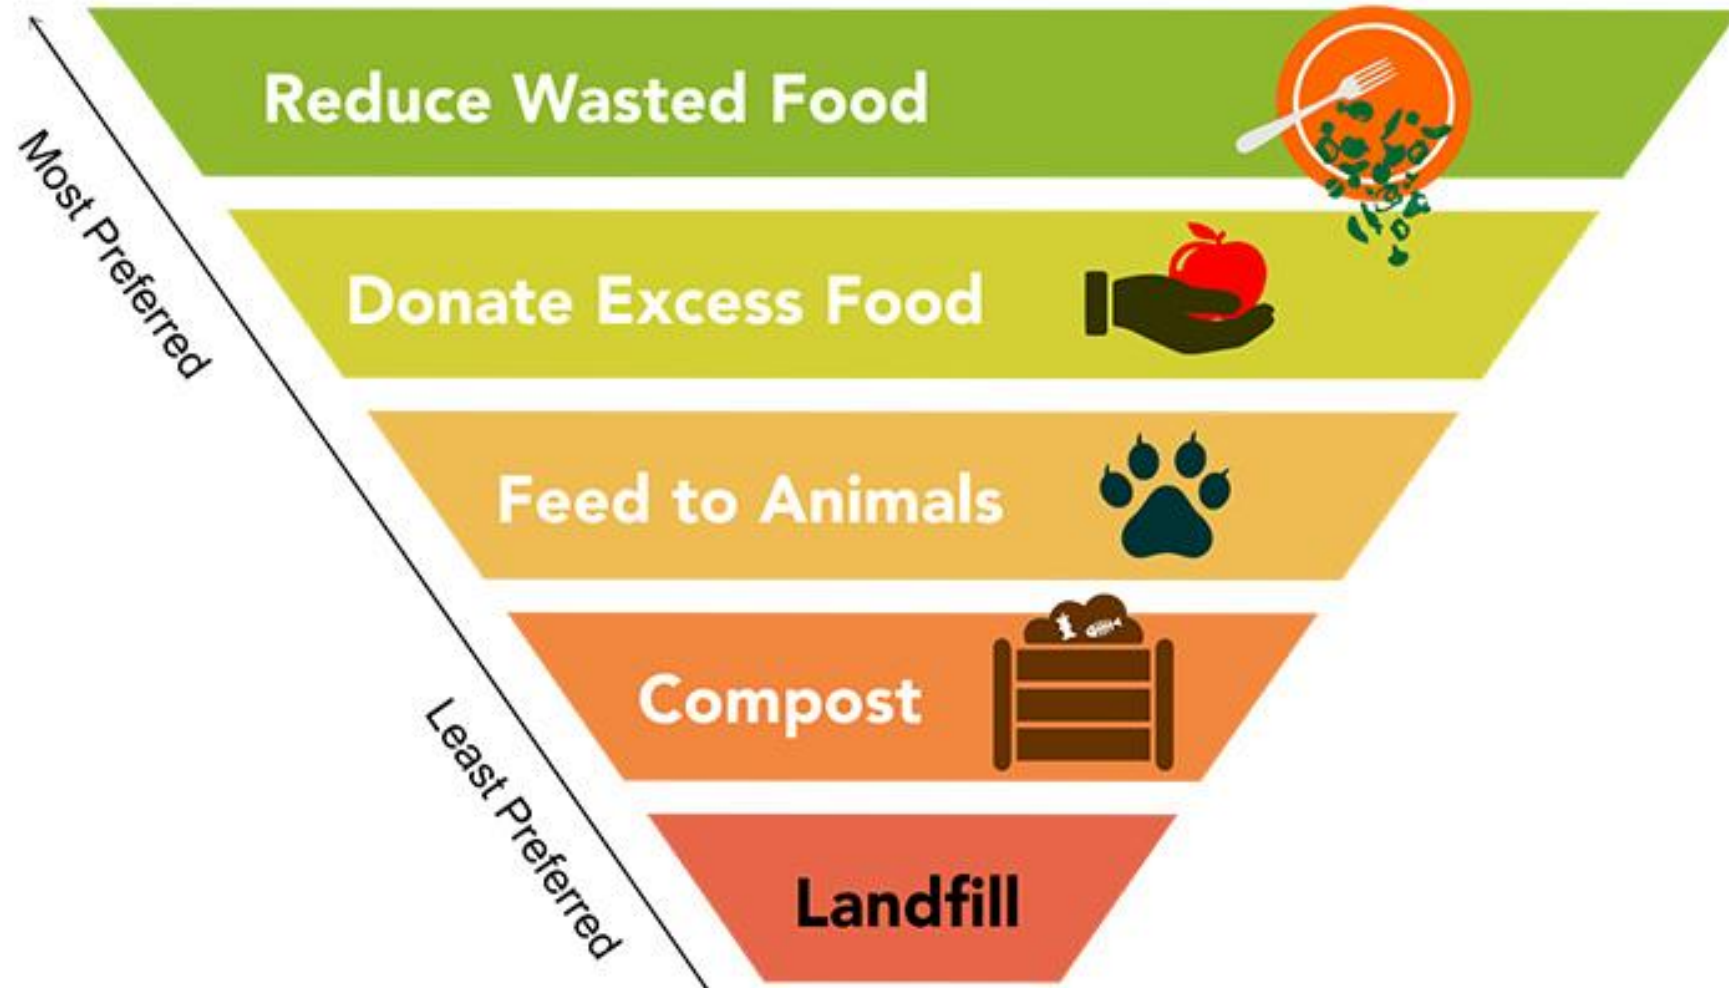 Reduce Wasted Food
Most Preferred
Donate Excess Food
Feed to Animals
Compost
Least Preferred
Landfill